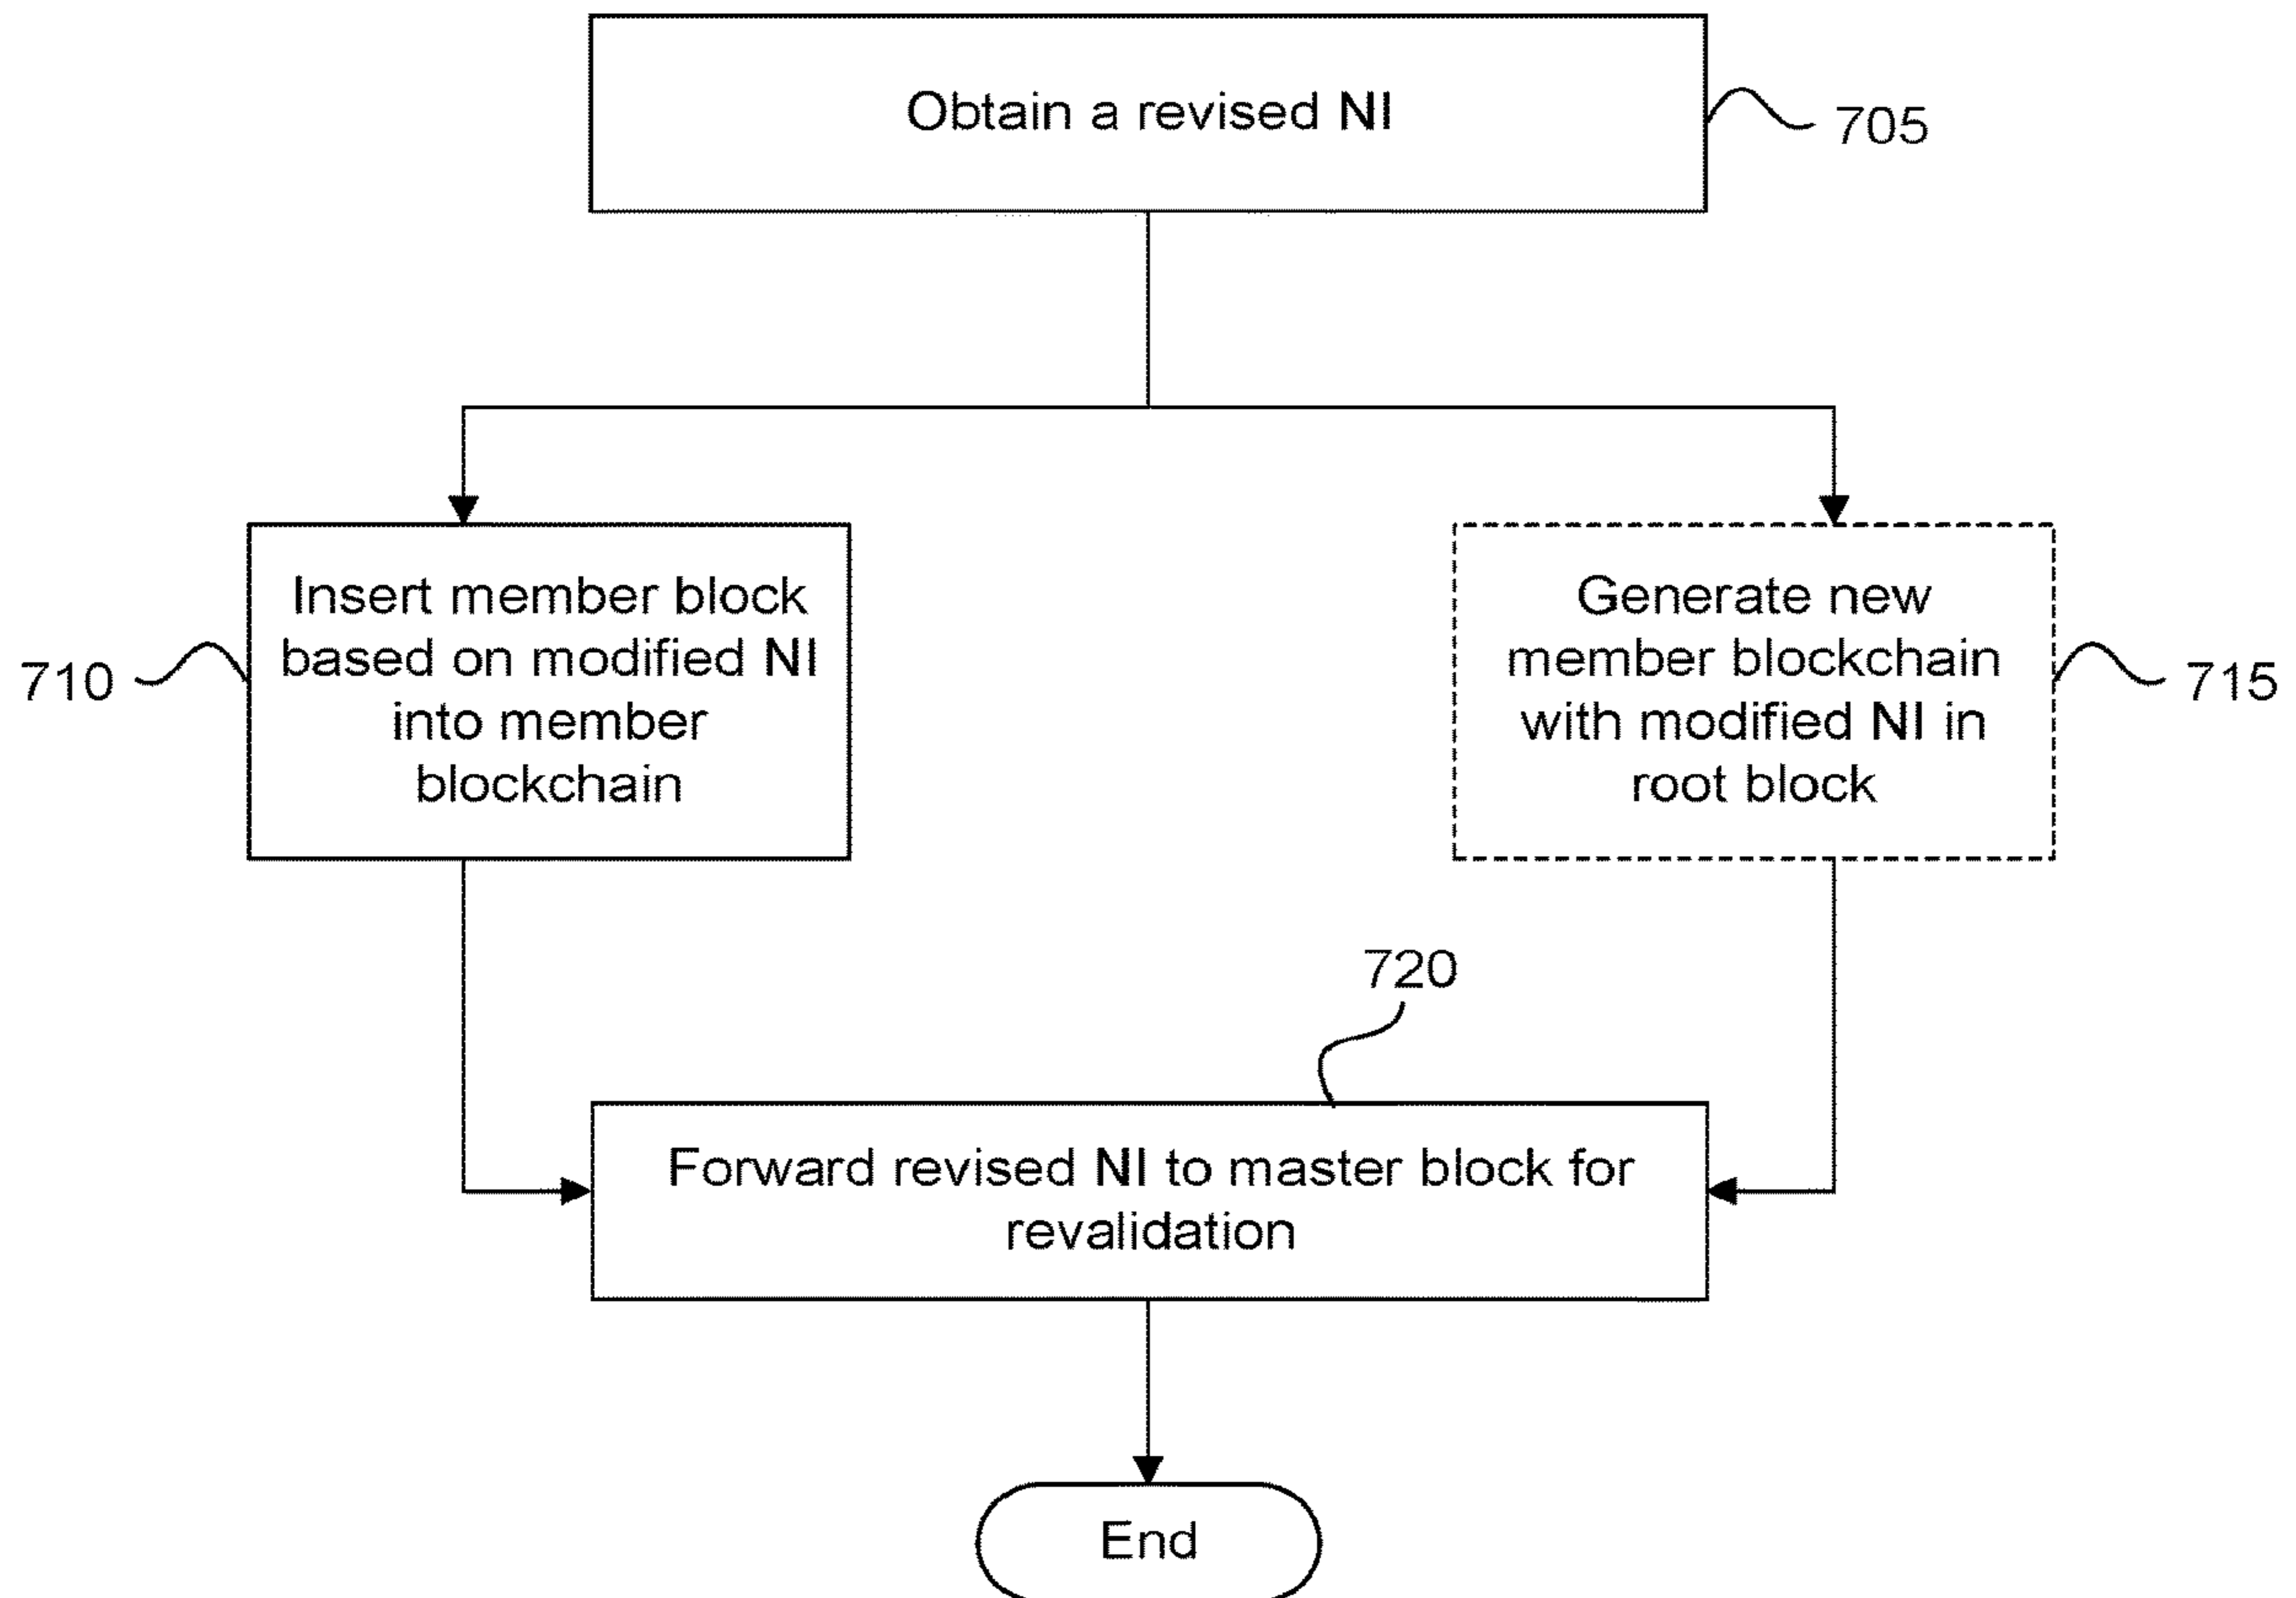 Obtain a revised NI
705
Insert member block
based on modified NI
into member
blockchain
710
Generate new
member blockchain
with modified NI in
root block
715
720
Forward revised NI to master block for
revalidation
End